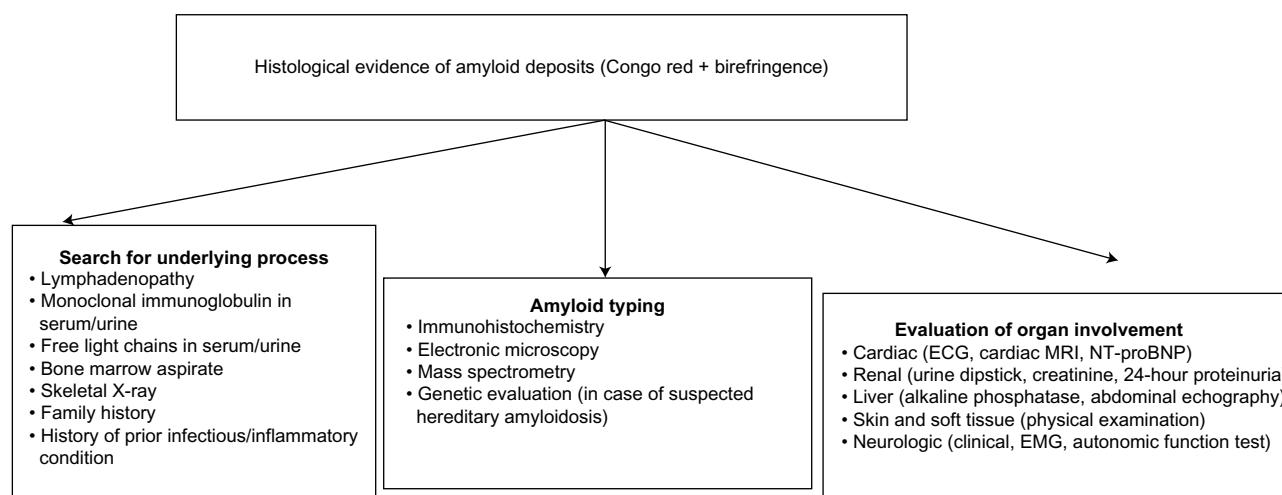 Histological evidence of amyloid deposits (Congo red + birefringence)
Search for underlying process
• Lymphadenopathy
• Monoclonal immunoglobulin in
serum/urine
• Free light chains in serum/urine
• Bone marrow aspirate
• Skeletal X-ray
• Family history
• History of prior infectious/inflammatory
condition
Amyloid typing
• Immunohistochemistry
• Electronic microscopy
• Mass spectrometry
• Genetic evaluation (in case of suspected
hereditary amyloidosis)
Evaluation of organ involvement
• Cardiac (ECG, cardiac MRI, NT-proBNP)
• Renal (urine dipstick, creatinine, 24-hour proteinuria
• Liver (alkaline phosphatase, abdominal echography)
• Skin and soft tissue (physical examination)
• Neurologic (clinical, EMG, autonomic function test)